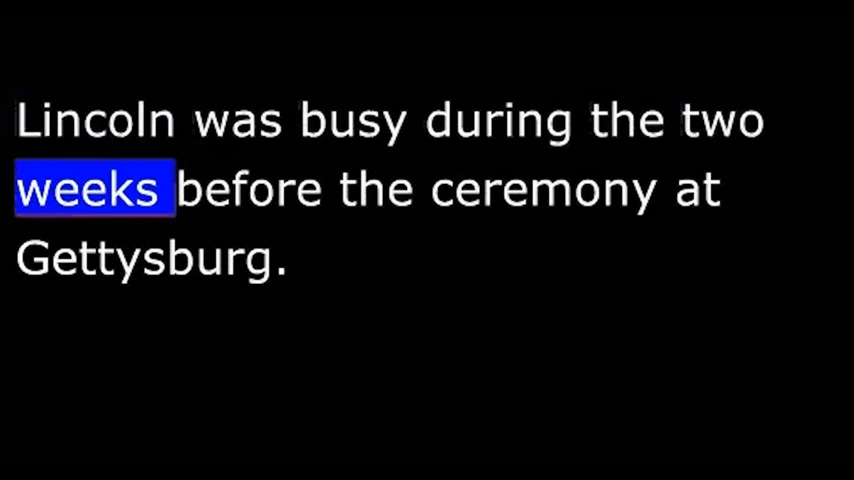 Lincoln was busy during the two
weeks before the ceremony at
Gettysburg.